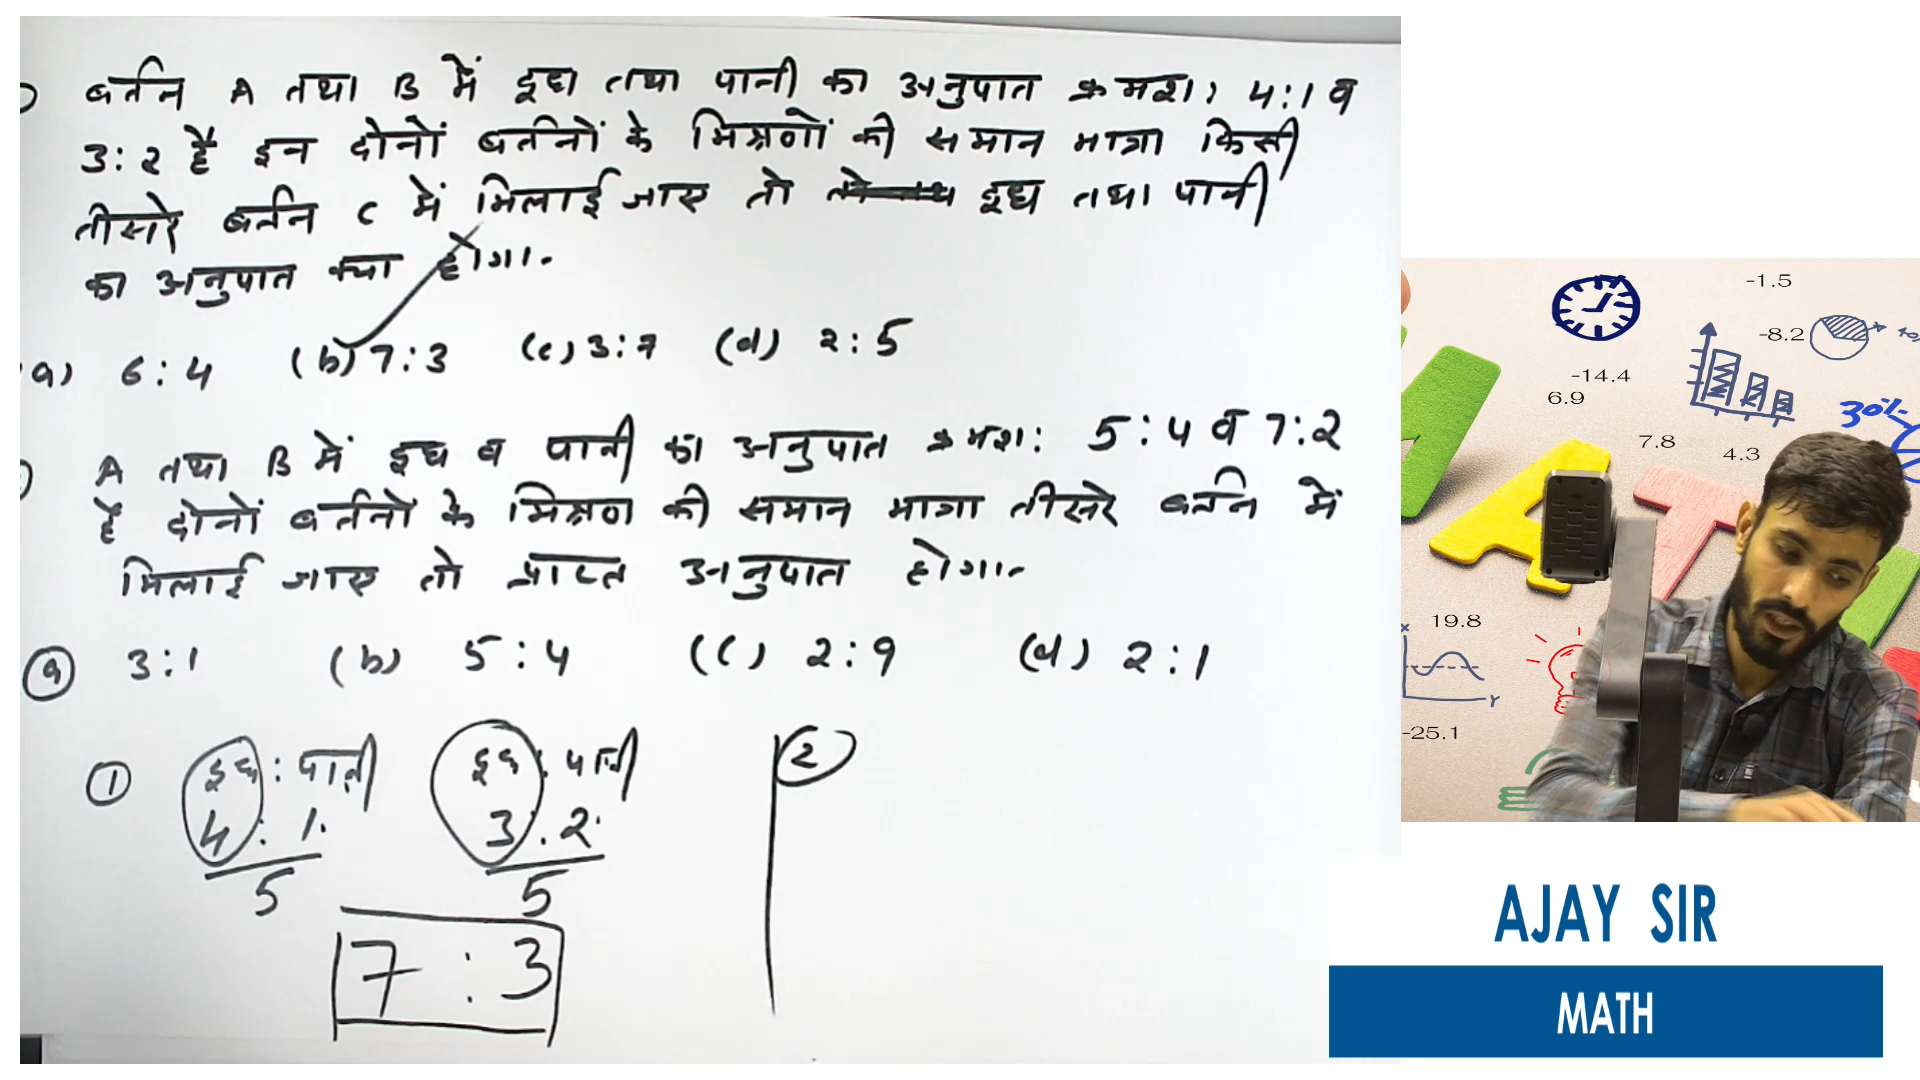 बर्तन A तथा B में दूध तथा पानी का अनुपात क्रमशः 4:1 व
3:2 है इन दोनों बर्तनों के मिश्रणों की समान मात्रा किसी
तीसरे बर्तन C में मिलाई जाए तो दूध तथा पानी
का अनुपात क्या होगा.
a) 6:4 (b) 7:3 (c) 3:7 (d) 2:5
A तथा B में दूध व पानी का अनुपात क्रमशः 5:4 व 7:2
है दोनों बर्तनों के मिश्रण की समान मात्रा तीसरे बर्तन में
मिलाई जाए तो प्राप्त अनुपात होगा.
a 3:1 (b) 5:4 (c) 2:9 (d) 2:1
1 दूध : पानी दूध : पानी 2
4 : 1 3 : 2
5 5
7 : 3
-1.5
-8.2
-14.4
6.9
30%
7.8
4.3
19.8
x
Y
-25.1
AJAY SIR
MATH